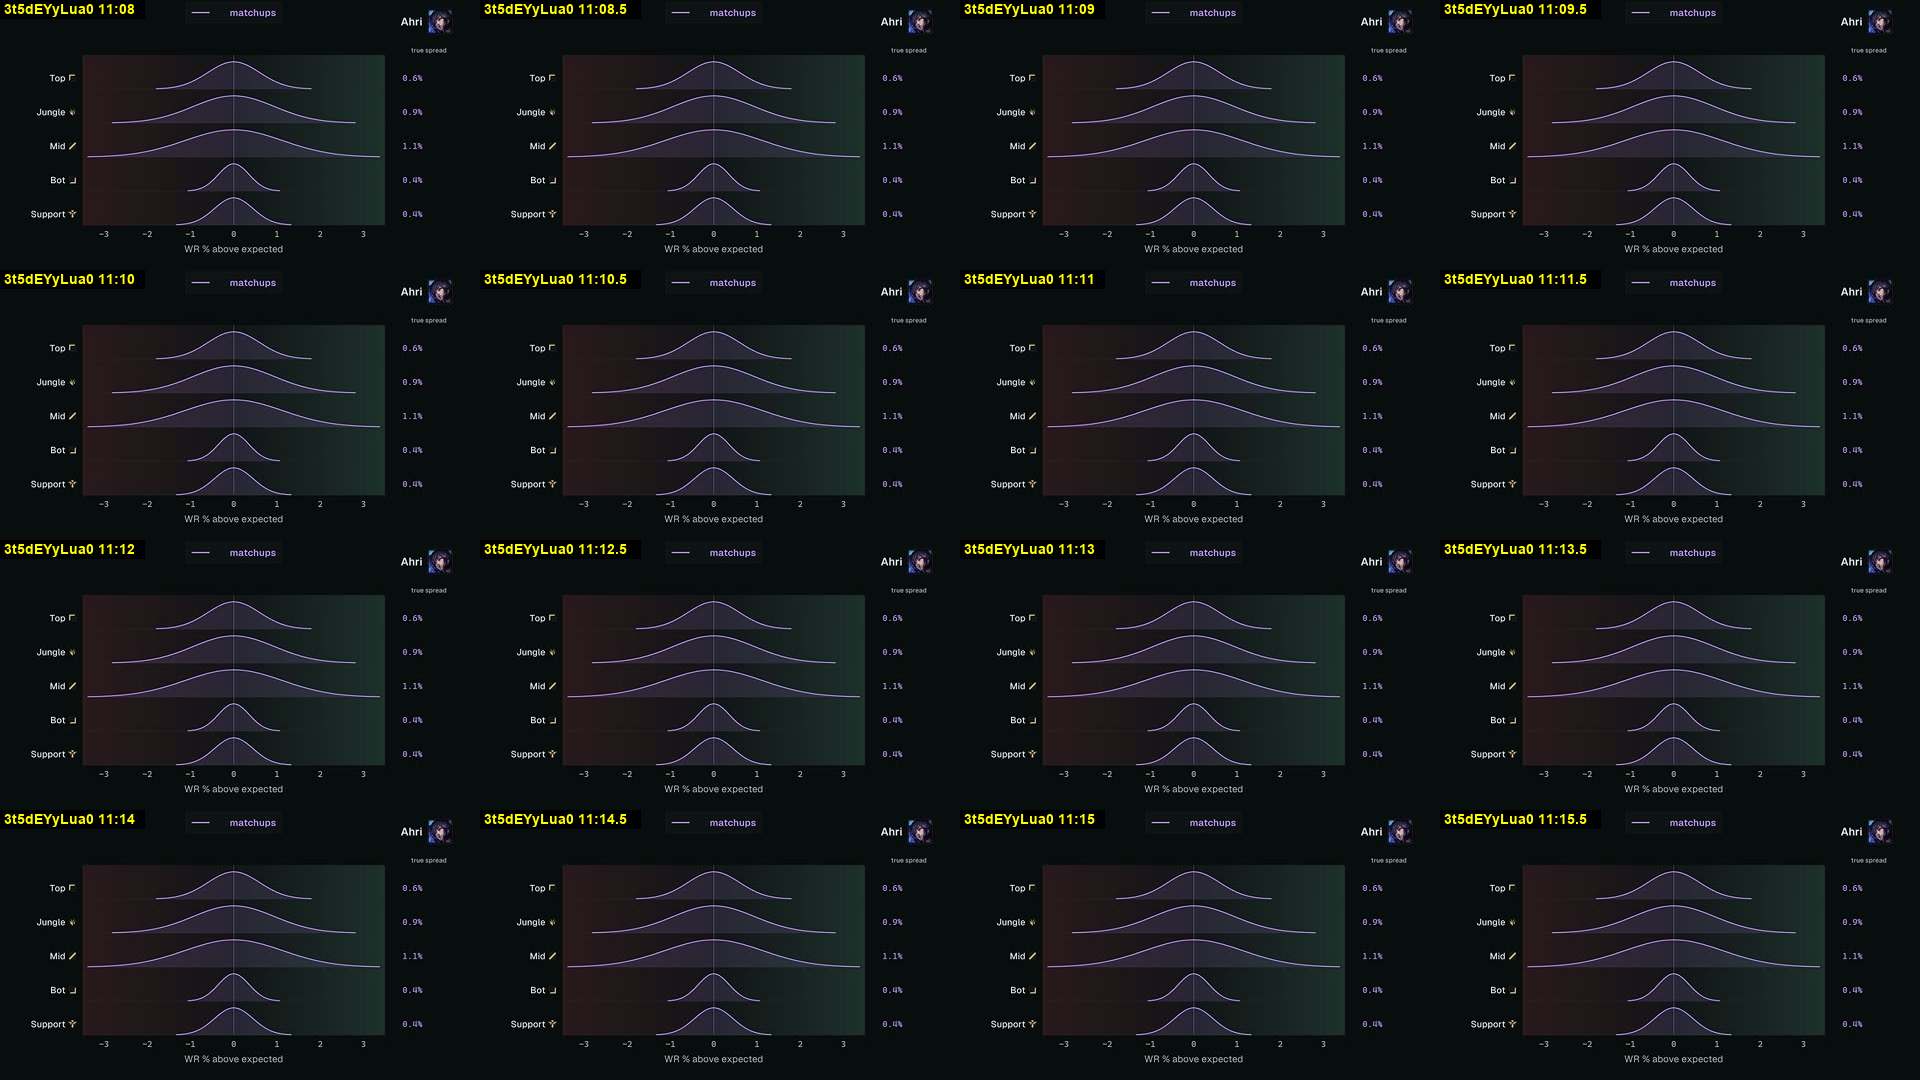 3t5dEYyLua0 11:08
matchups
Ahri
true spread
Top 0.6%
Jungle 0.9%
Mid 1.1%
Bot 0.4%
Support 0.4%
−3 −2 −1 0 1 2 3
WR % above expected
3t5dEYyLua0 11:08.5
matchups
Ahri
true spread
Top 0.6%
Jungle 0.9%
Mid 1.1%
Bot 0.4%
Support 0.4%
−3 −2 −1 0 1 2 3
WR % above expected
3t5dEYyLua0 11:09
matchups
Ahri
true spread
Top 0.6%
Jungle 0.9%
Mid 1.1%
Bot 0.4%
Support 0.4%
−3 −2 −1 0 1 2 3
WR % above expected
3t5dEYyLua0 11:09.5
matchups
Ahri
true spread
Top 0.6%
Jungle 0.9%
Mid 1.1%
Bot 0.4%
Support 0.4%
−3 −2 −1 0 1 2 3
WR % above expected
3t5dEYyLua0 11:10
matchups
Ahri
true spread
Top 0.6%
Jungle 0.9%
Mid 1.1%
Bot 0.4%
Support 0.4%
−3 −2 −1 0 1 2 3
WR % above expected
3t5dEYyLua0 11:10.5
matchups
Ahri
true spread
Top 0.6%
Jungle 0.9%
Mid 1.1%
Bot 0.4%
Support 0.4%
−3 −2 −1 0 1 2 3
WR % above expected
3t5dEYyLua0 11:11
matchups
Ahri
true spread
Top 0.6%
Jungle 0.9%
Mid 1.1%
Bot 0.4%
Support 0.4%
−3 −2 −1 0 1 2 3
WR % above expected
3t5dEYyLua0 11:11.5
matchups
Ahri
true spread
Top 0.6%
Jungle 0.9%
Mid 1.1%
Bot 0.4%
Support 0.4%
−3 −2 −1 0 1 2 3
WR % above expected
3t5dEYyLua0 11:12
matchups
Ahri
true spread
Top 0.6%
Jungle 0.9%
Mid 1.1%
Bot 0.4%
Support 0.4%
−3 −2 −1 0 1 2 3
WR % above expected
3t5dEYyLua0 11:12.5
matchups
Ahri
true spread
Top 0.6%
Jungle 0.9%
Mid 1.1%
Bot 0.4%
Support 0.4%
−3 −2 −1 0 1 2 3
WR % above expected
3t5dEYyLua0 11:13
matchups
Ahri
true spread
Top 0.6%
Jungle 0.9%
Mid 1.1%
Bot 0.4%
Support 0.4%
−3 −2 −1 0 1 2 3
WR % above expected
3t5dEYyLua0 11:13.5
matchups
Ahri
true spread
Top 0.6%
Jungle 0.9%
Mid 1.1%
Bot 0.4%
Support 0.4%
−3 −2 −1 0 1 2 3
WR % above expected
3t5dEYyLua0 11:14
matchups
Ahri
true spread
Top 0.6%
Jungle 0.9%
Mid 1.1%
Bot 0.4%
Support 0.4%
−3 −2 −1 0 1 2 3
WR % above expected
3t5dEYyLua0 11:14.5
matchups
Ahri
true spread
Top 0.6%
Jungle 0.9%
Mid 1.1%
Bot 0.4%
Support 0.4%
−3 −2 −1 0 1 2 3
WR % above expected
3t5dEYyLua0 11:15
matchups
Ahri
true spread
Top 0.6%
Jungle 0.9%
Mid 1.1%
Bot 0.4%
Support 0.4%
−3 −2 −1 0 1 2 3
WR % above expected
3t5dEYyLua0 11:15.5
matchups
Ahri
true spread
Top 0.6%
Jungle 0.9%
Mid 1.1%
Bot 0.4%
Support 0.4%
−3 −2 −1 0 1 2 3
WR % above expected